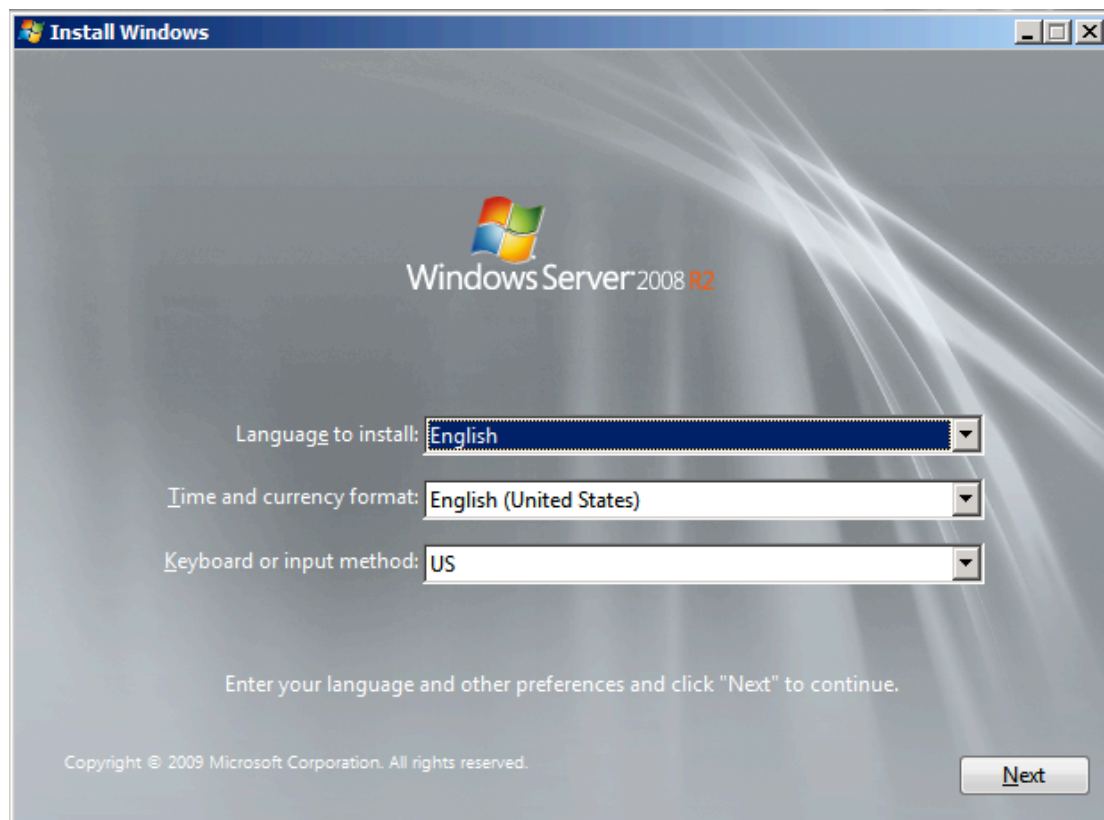 Install Windows
Windows Server 2008 R2
Language to install: English
Time and currency format: English (United States)
Keyboard or input method: US
Enter your language and other preferences and click "Next" to continue.
Copyright © 2009 Microsoft Corporation. All rights reserved.
Next